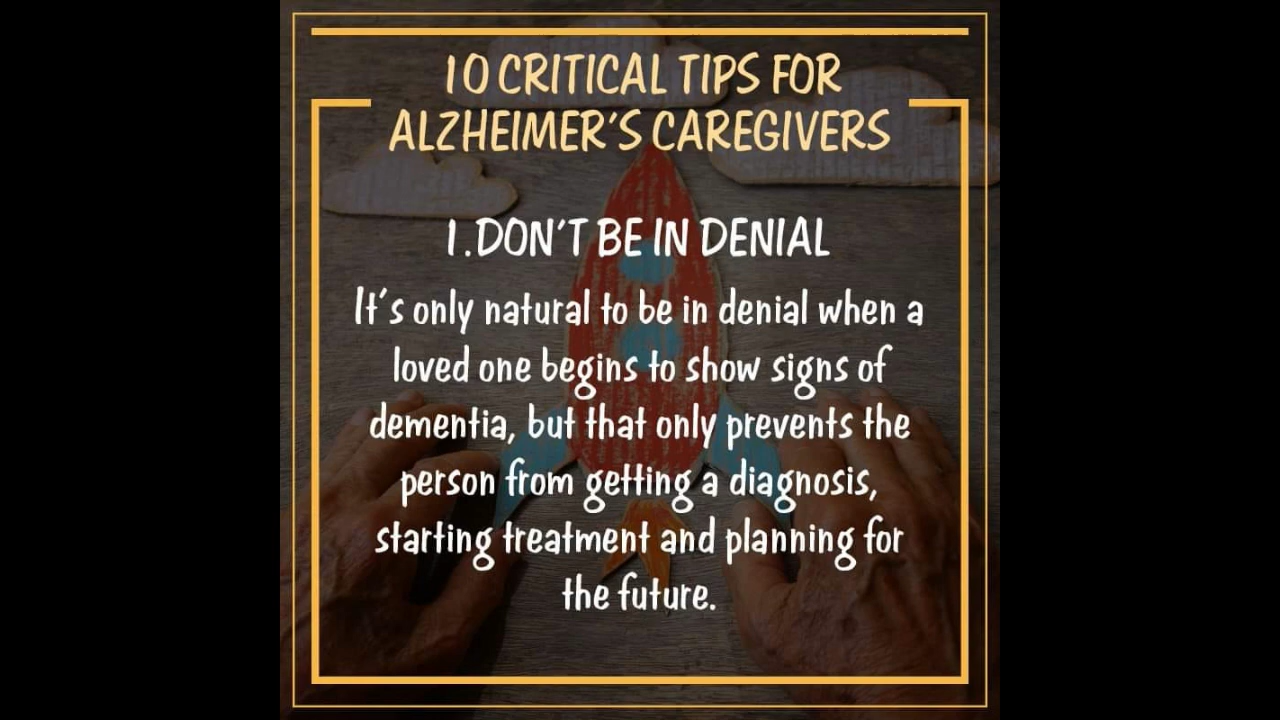 10 CRITICAL TIPS FOR
ALZHEIMER'S CAREGIVERS
1.DON'T BE IN DENIAL
It's only natural to be in denial when a
loved one begins to show signs of
dementia, but that only prevents the
person from getting a diagnosis,
starting treatment and planning for
the future.